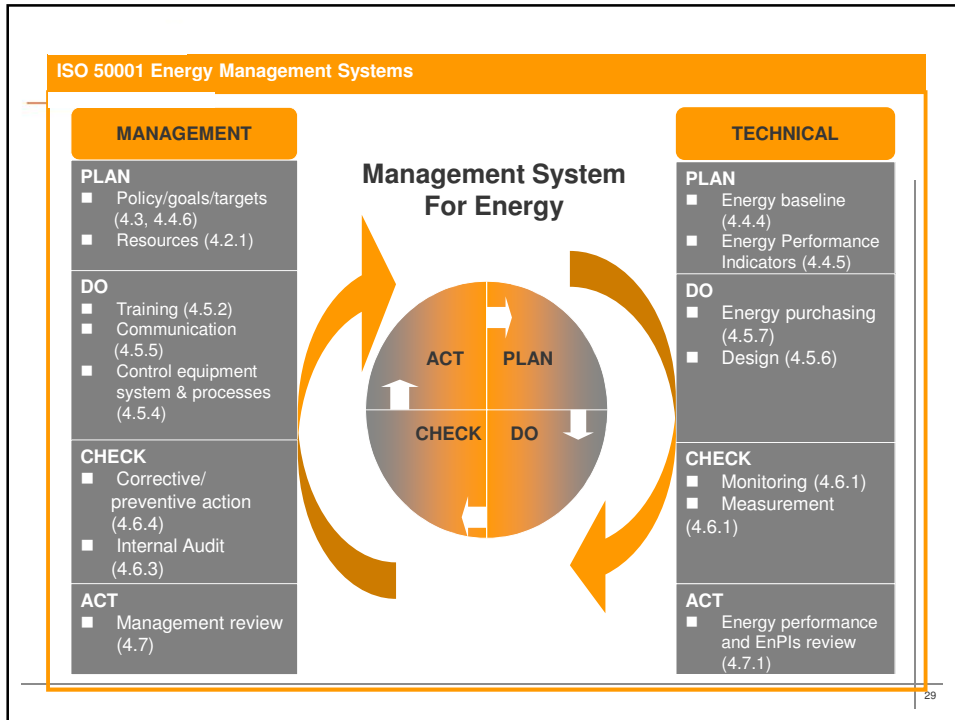 ISO 50001 Energy Management Systems
MANAGEMENT
PLAN
Policy/goals/targets
(4.3, 4.4.6)
Resources (4.2.1)
DO
Training (4.5.2)
Communication
(4.5.5)
Control equipment
system & processes
(4.5.4)
CHECK
Corrective/
preventive action
(4.6.4)
Internal Audit
(4.6.3)
ACT
Management review
(4.7)
Management System
For Energy
ACT
PLAN
CHECK
DO
TECHNICAL
PLAN
Energy baseline
(4.4.4)
Energy Performance
Indicators (4.4.5)
DO
Energy purchasing
(4.5.7)
Design (4.5.6)
CHECK
Monitoring (4.6.1)
Measurement
(4.6.1)
ACT
Energy performance
and EnPIs review
(4.7.1)
29